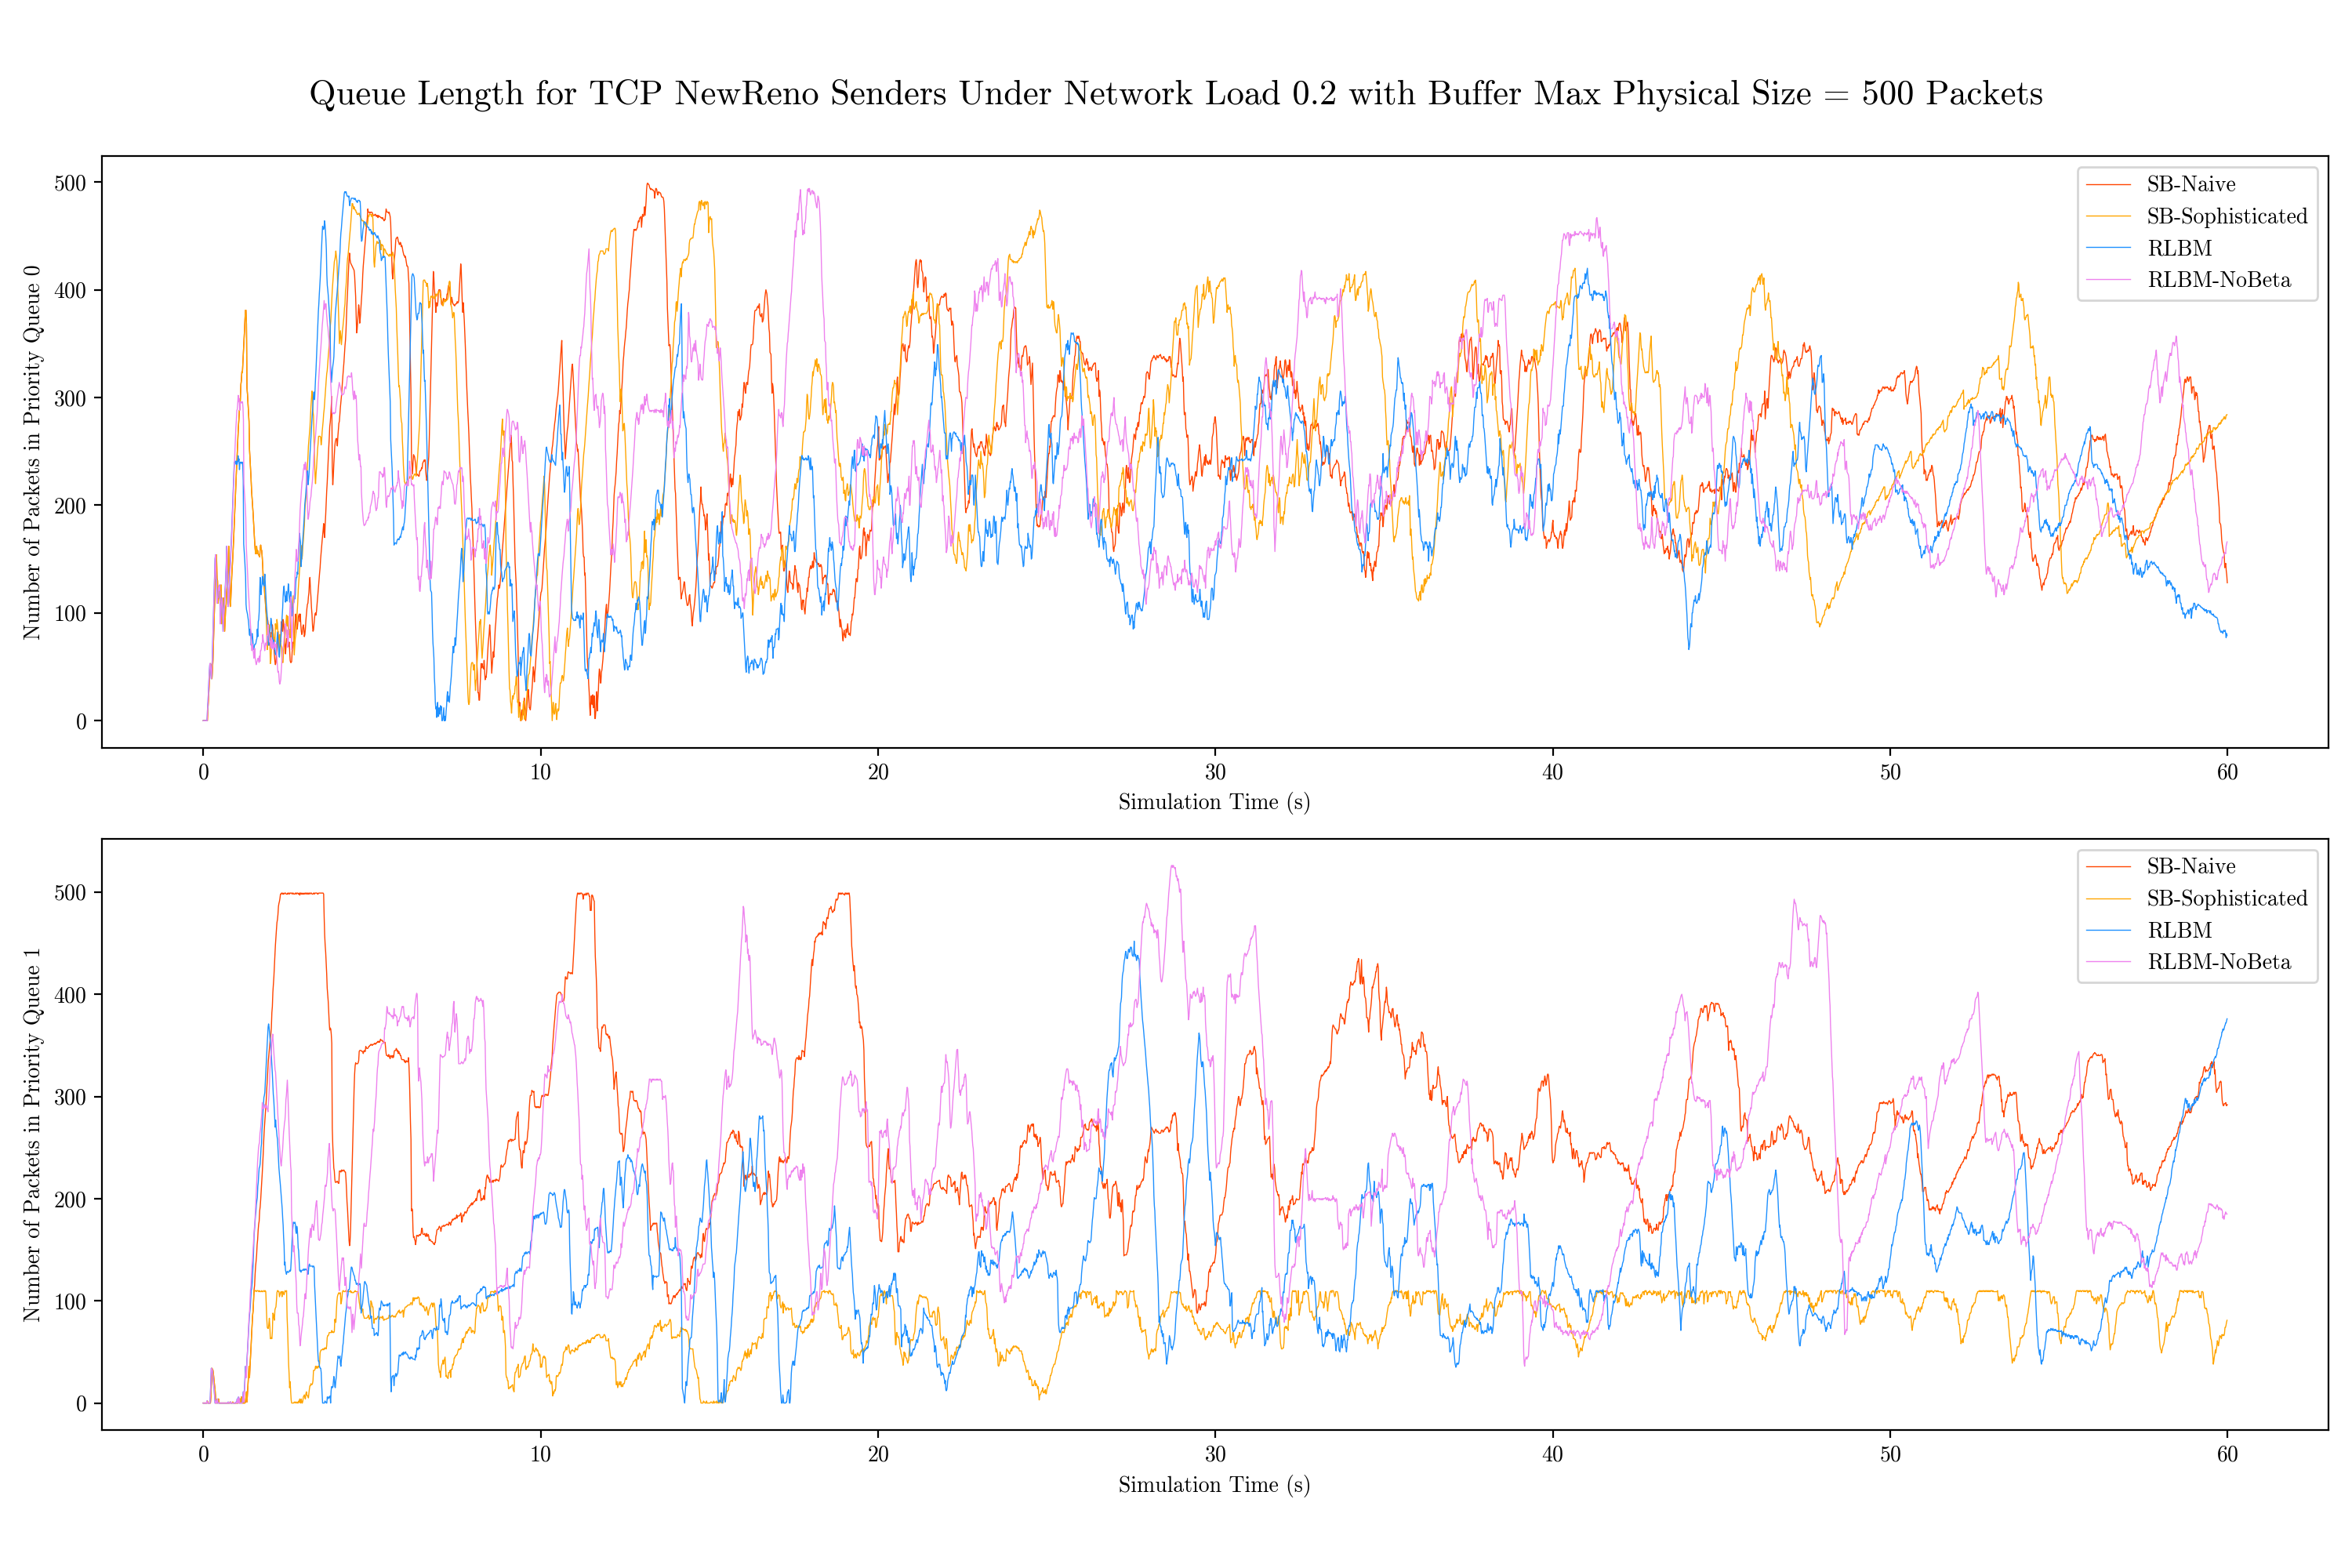 Queue Length for TCP NewReno Senders Under Network Load 0.2 with Buffer Max Physical Size = 500 Packets
Number of Packets in Priority Queue 0
500
400
300
200
100
0
SB-Naive
SB-Sophisticated
RLBM
RLBM-NoBeta
0 10 20 30 40 50 60
Simulation Time (s)
Number of Packets in Priority Queue 1
500
400
300
200
100
0
SB-Naive
SB-Sophisticated
RLBM
RLBM-NoBeta
0 10 20 30 40 50 60
Simulation Time (s)